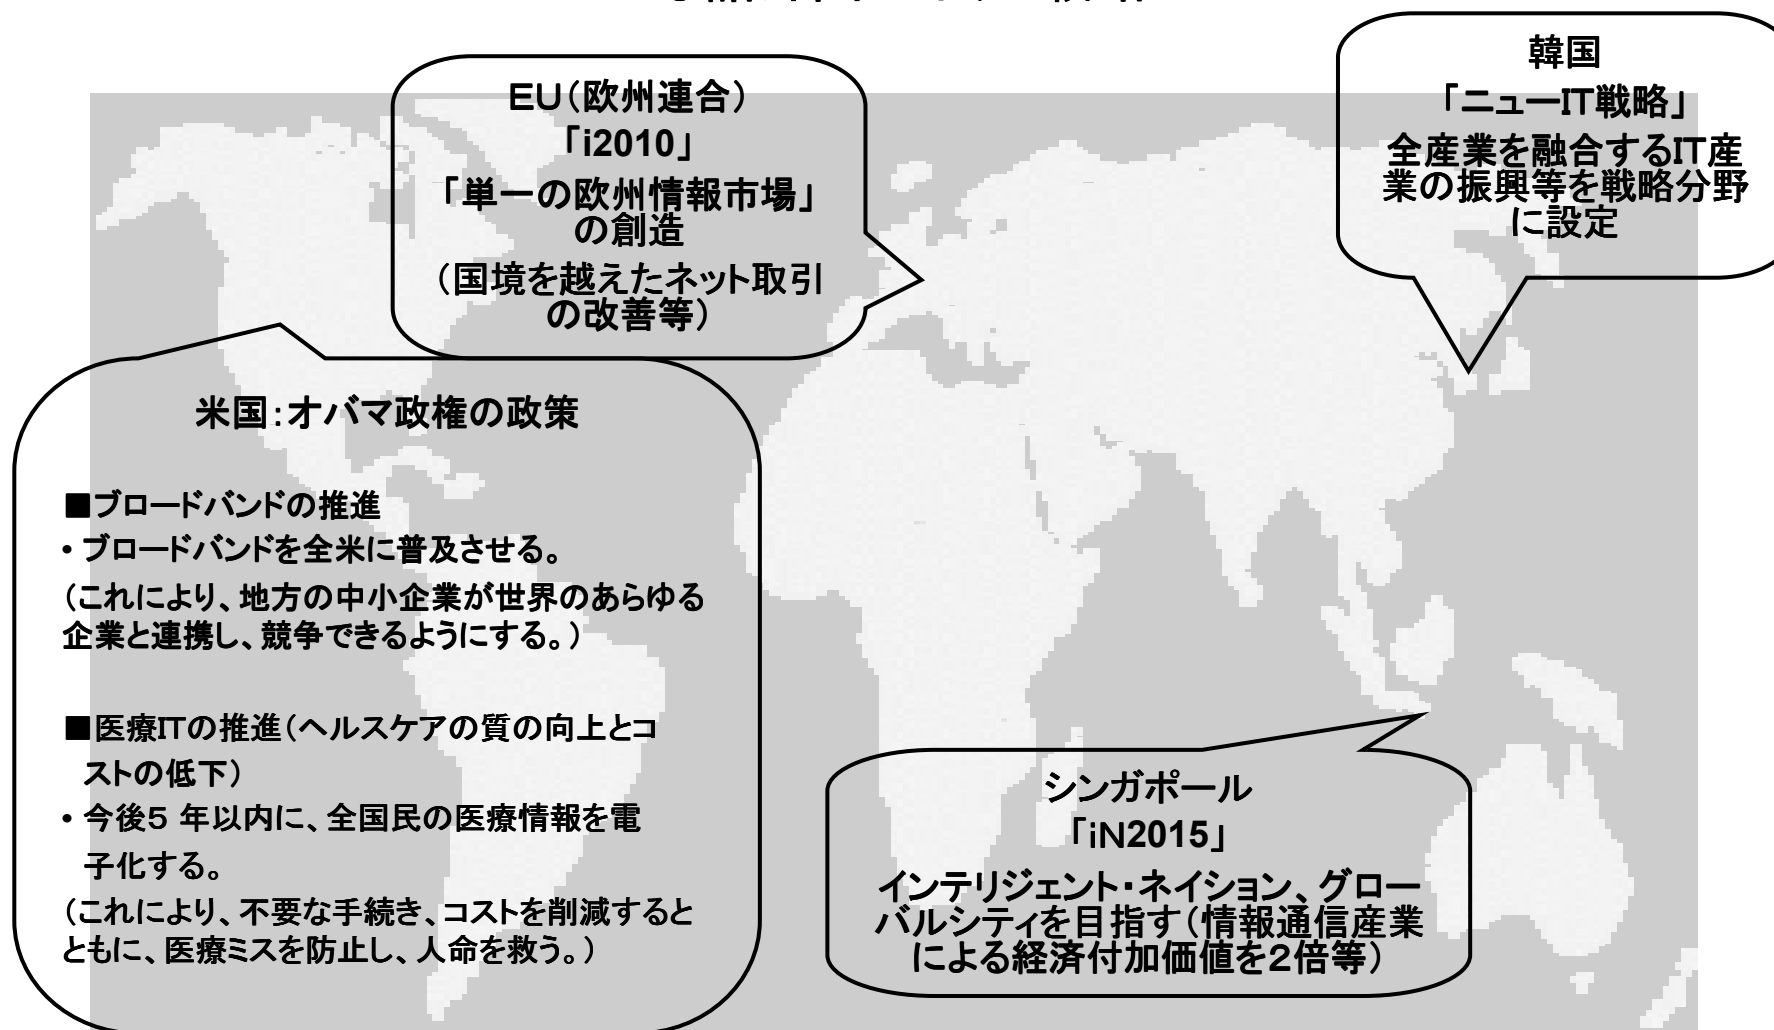 EU(欧州連合)
「i2010」
「単一の欧州情報市場」
の創造
(国境を越えたネット取引
の改善等)
韓国
「ニューIT戦略」
全産業を融合するIT産
業の振興等を戦略分野
に設定
米国:オバマ政権の政策
■ブロードバンドの推進
• ブロードバンドを全米に普及させる。
(これにより、地方の中小企業が世界のあらゆる
企業と連携し、競争できるようにする。)
■医療ITの推進(ヘルスケアの質の向上とコ
ストの低下)
• 今後5 年以内に、全国民の医療情報を電
子化する。
(これにより、不要な手続き、コストを削減すると
ともに、医療ミスを防止し、人命を救う。)
シンガポール
「iN2015」
インテリジェント・ネイション、グロー
バルシティを目指す(情報通信産業
による経済付加価値を2倍等)